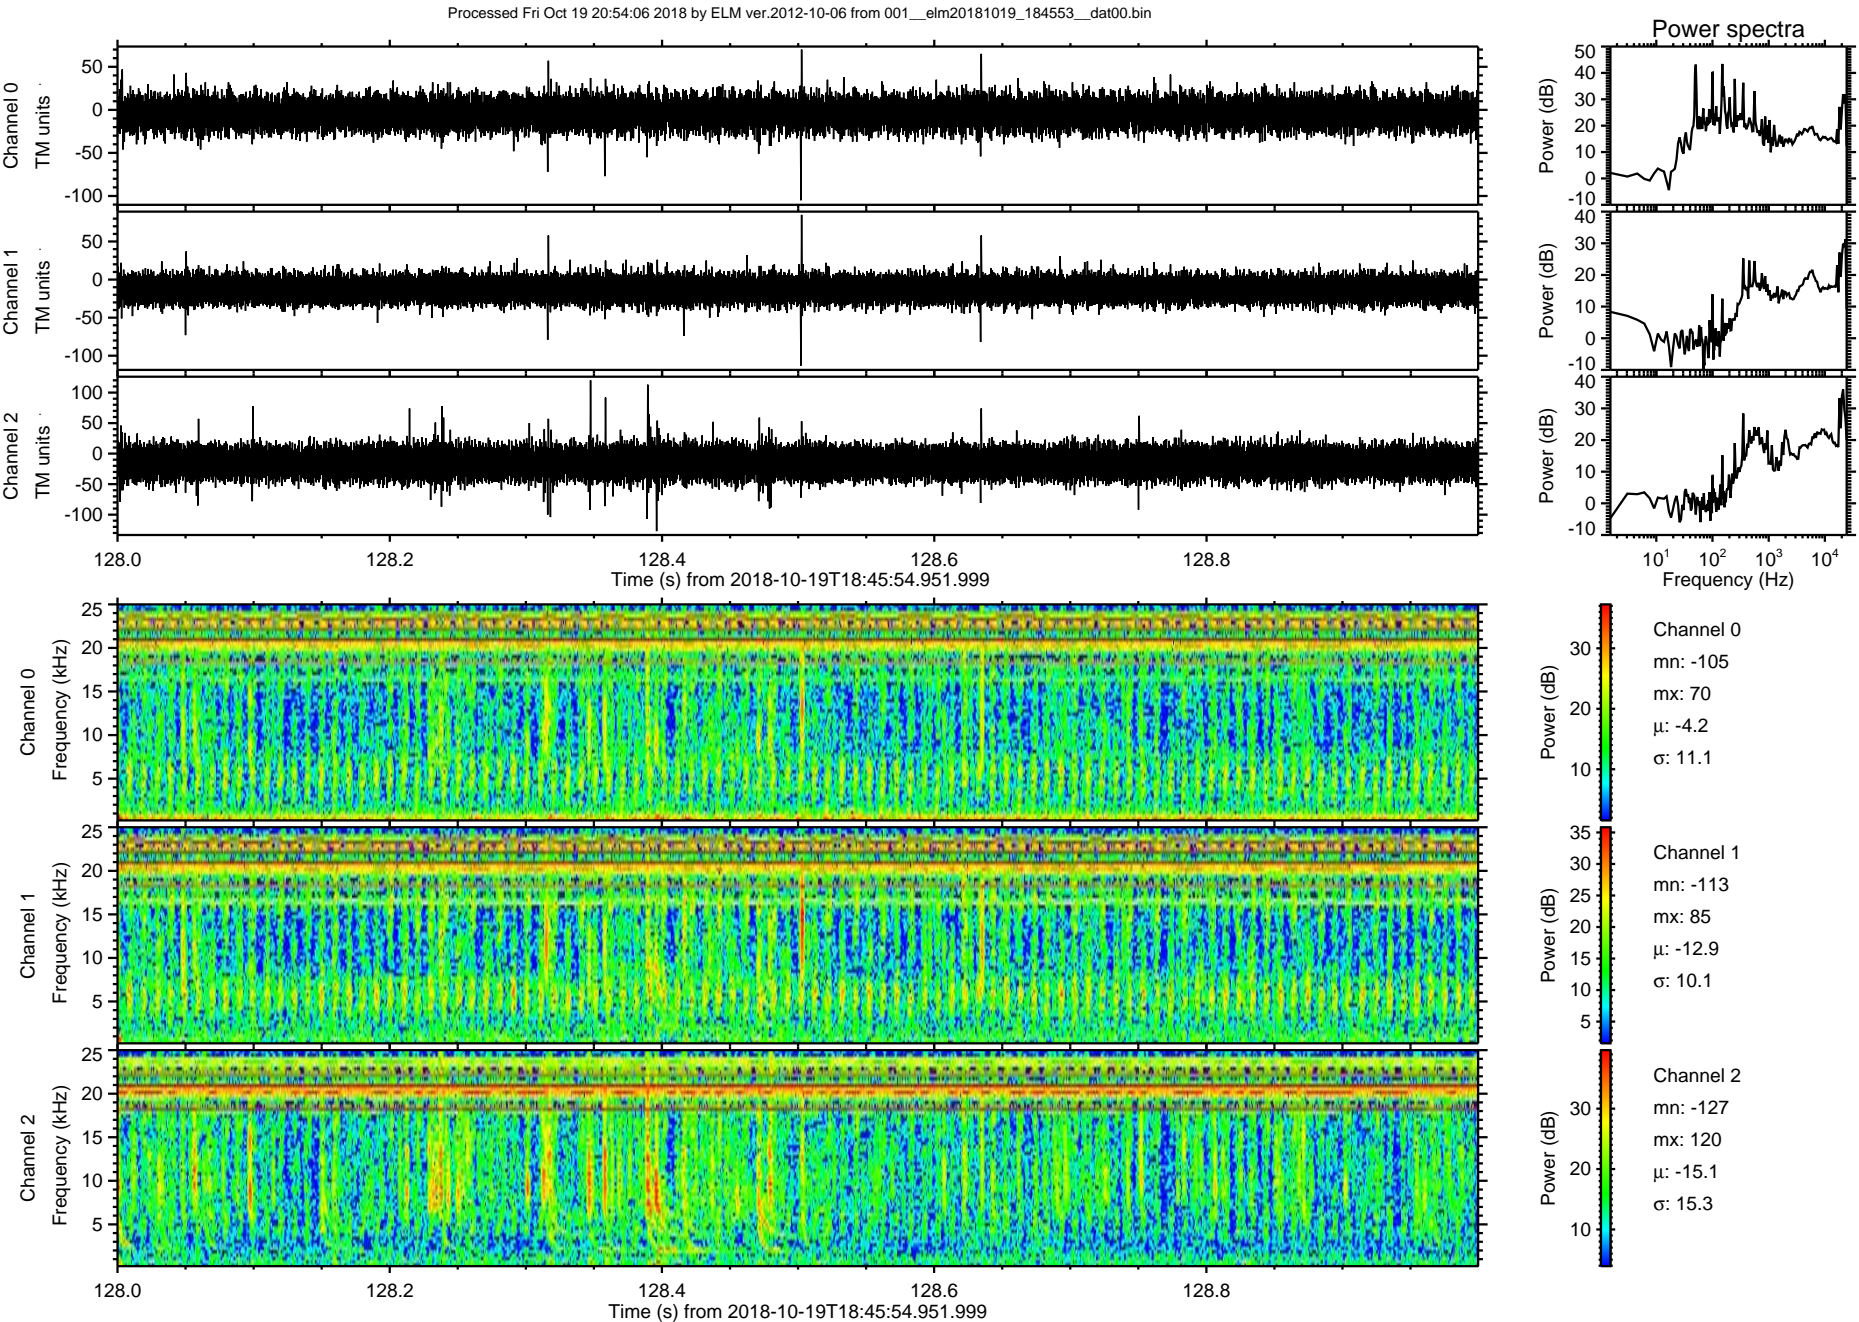 Processed Fri Oct 19 20:54:06 2018 by ELM ver.2012-10-06 from 001__elm20181019_184553__dat00.bin
Power spectra
Channel 0
TM units
50
0
-50
-100
Power (dB)
50
40
30
20
10
0
-10
Channel 1
TM units
50
0
-50
-100
Power (dB)
40
30
20
10
0
-10
Channel 2
TM units
100
50
0
-50
-100
Power (dB)
40
30
20
10
0
-10
128.0 128.2 128.4 128.6 128.8
Time (s) from 2018-10-19T18:45:54.951.999
10¹ 10² 10³ 10⁴
Frequency (Hz)
Channel 0
Frequency (kHz)
25
20
15
10
5
Power (dB)
30
20
10
Channel 0
mn: -105
mx: 70
μ: -4.2
σ: 11.1
Channel 1
Frequency (kHz)
25
20
15
10
5
Power (dB)
35
30
25
20
15
10
5
Channel 1
mn: -113
mx: 85
μ: -12.9
σ: 10.1
Channel 2
Frequency (kHz)
25
20
15
10
5
Power (dB)
30
20
10
Channel 2
mn: -127
mx: 120
μ: -15.1
σ: 15.3
128.0 128.2 128.4 128.6 128.8
Time (s) from 2018-10-19T18:45:54.951.999